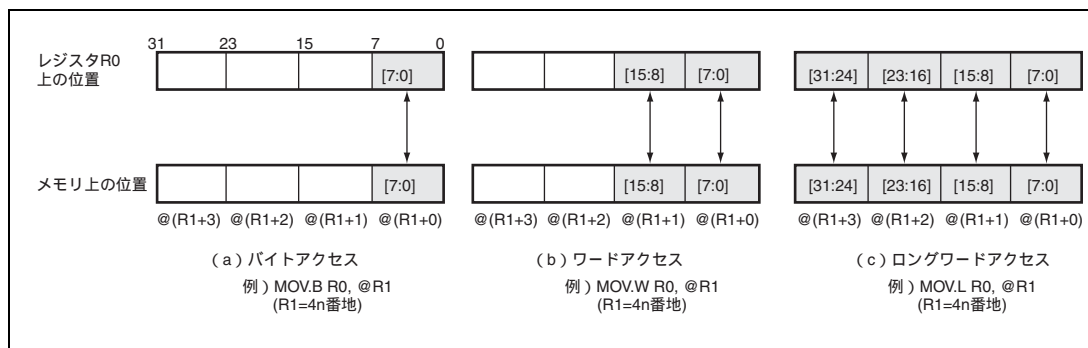 31 23 15 7 0
レジスタR0
上の位置
[7:0]
[15:8] [7:0]
[31:24] [23:16] [15:8] [7:0]
メモリ上の位置
[7:0]
[15:8] [7:0]
[31:24] [23:16] [15:8] [7:0]
@(R1+3) @(R1+2) @(R1+1) @(R1+0)
@(R1+3) @(R1+2) @(R1+1) @(R1+0)
@(R1+3) @(R1+2) @(R1+1) @(R1+0)
(a)バイトアクセス
例)MOV.B R0, @R1
(R1=4n番地)
(b)ワードアクセス
例)MOV.W R0, @R1
(R1=4n番地)
(c)ロングワードアクセス
例)MOV.L R0, @R1
(R1=4n番地)